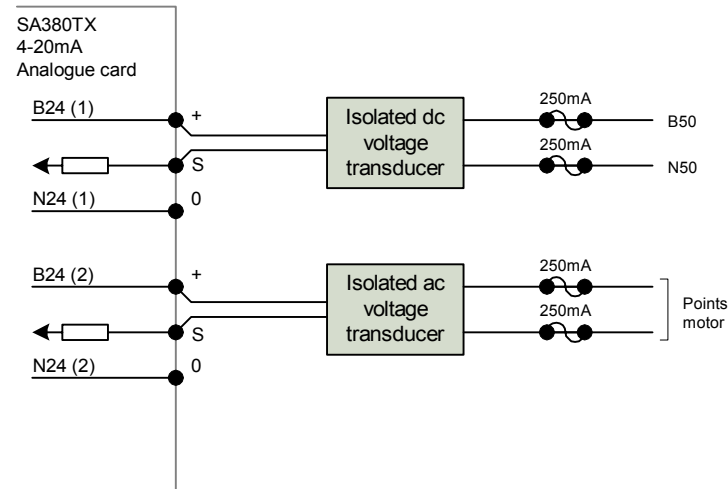 SA380TX
4-20mA
Analogue card
B24 (1)
+
S
N24 (1)
0
Isolated dc
voltage
transducer
250mA
B50
250mA
N50
B24 (2)
+
S
N24 (2)
0
Isolated ac
voltage
transducer
250mA
250mA
Points
motor